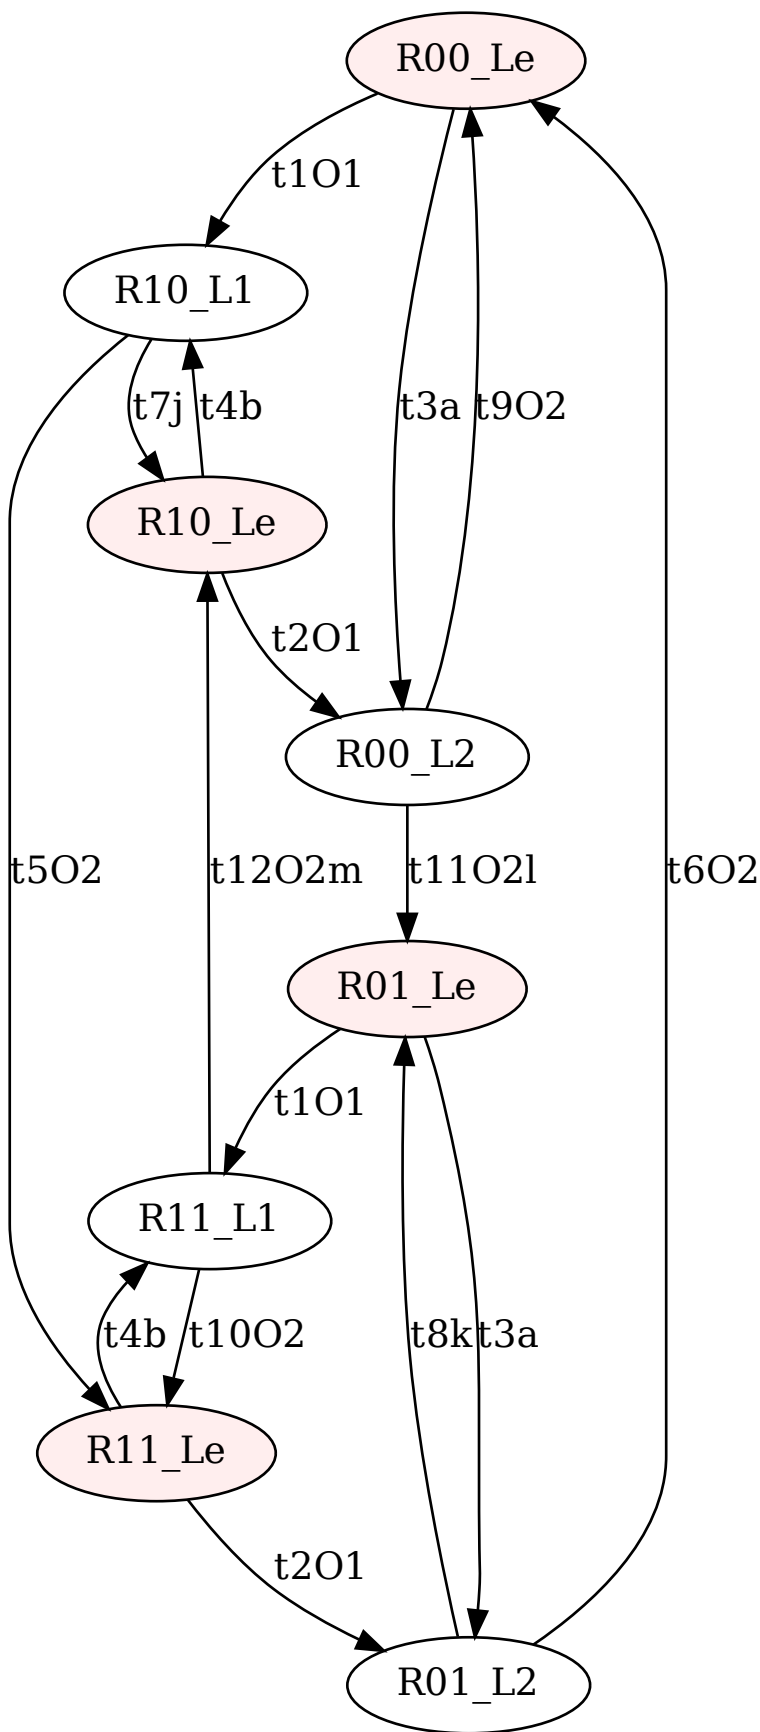 R00_Le
t1O1
R10_L1
t7j t4b t3a t9O2
R10_Le
t2O1
R00_L2
t5O2 t12O2m t11O2l t6O2
R01_Le
t1O1
R11_L1
t4b t10O2 t8k t3a
R11_Le
t2O1
R01_L2